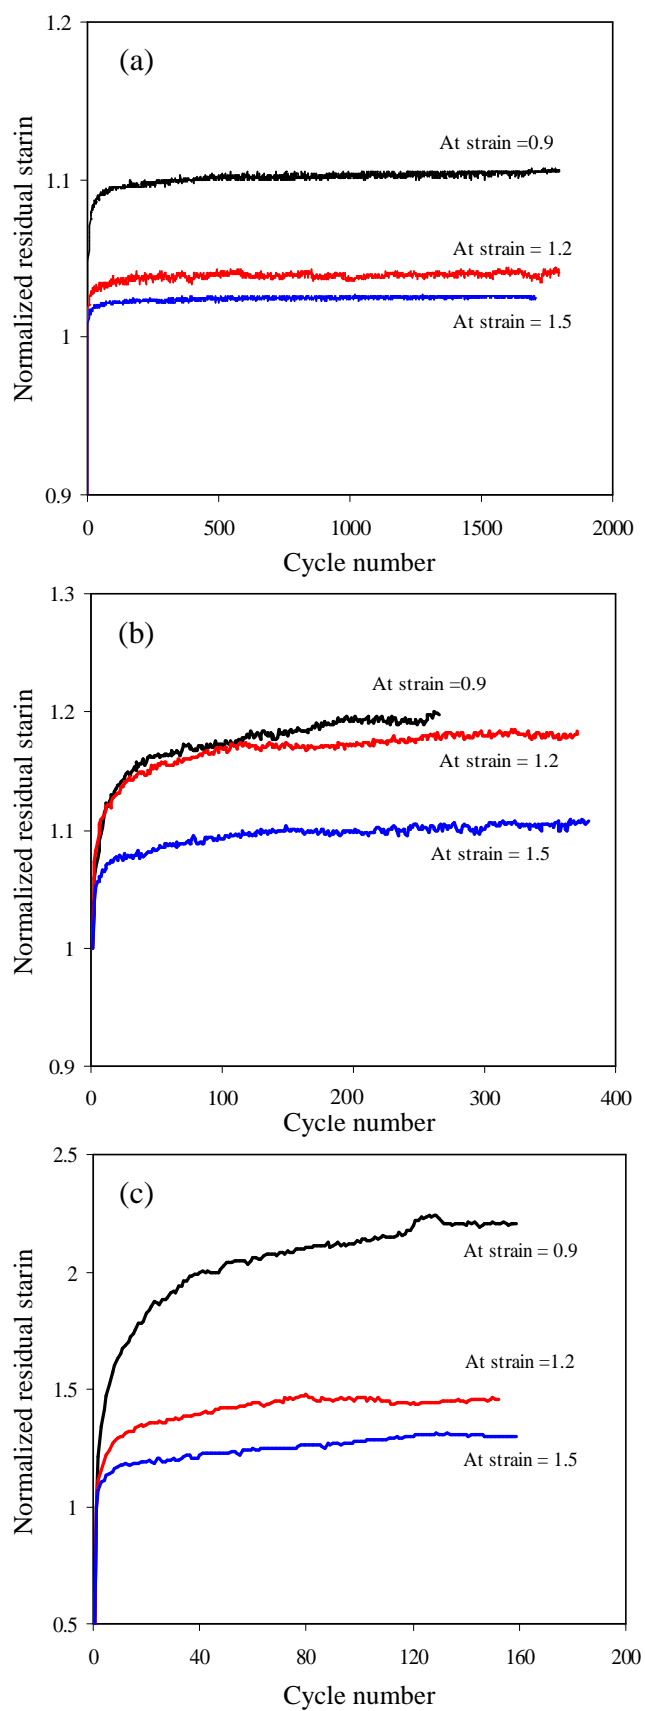 1.2
(a)
At strain =0.9
1.1
At strain = 1.2
At strain = 1.5
1
0.9
0
500
1000
1500
2000
Normalized residual starin
Cycle number
1.3
(b)
At strain =0.9
1.2
At strain = 1.2
1.1
At strain = 1.5
1
0.9
0
100
200
300
400
Normalized residual starin
Cycle number
2.5
(c)
At strain = 0.9
2
At strain =1.2
1.5
At strain = 1.5
1
0.5
0
40
80
120
160
200
Normalized residual starin
Cycle number